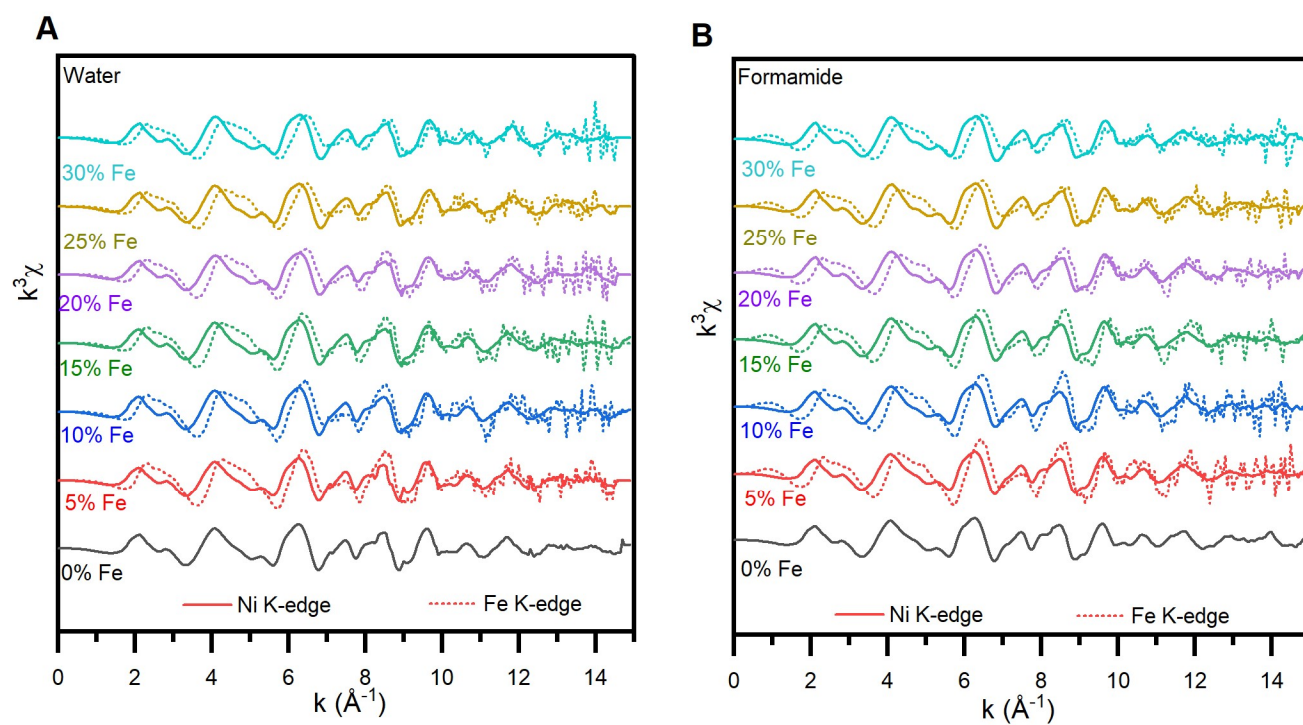 A
Water
30% Fe
25% Fe
20% Fe
15% Fe
10% Fe
5% Fe
0% Fe
Ni K-edge
Fe K-edge
k³χ
0 2 4 6 8 10 12 14
k (Å⁻¹)
B
Formamide
30% Fe
25% Fe
20% Fe
15% Fe
10% Fe
5% Fe
0% Fe
Ni K-edge
Fe K-edge
k³χ
0 2 4 6 8 10 12 14
k (Å⁻¹)